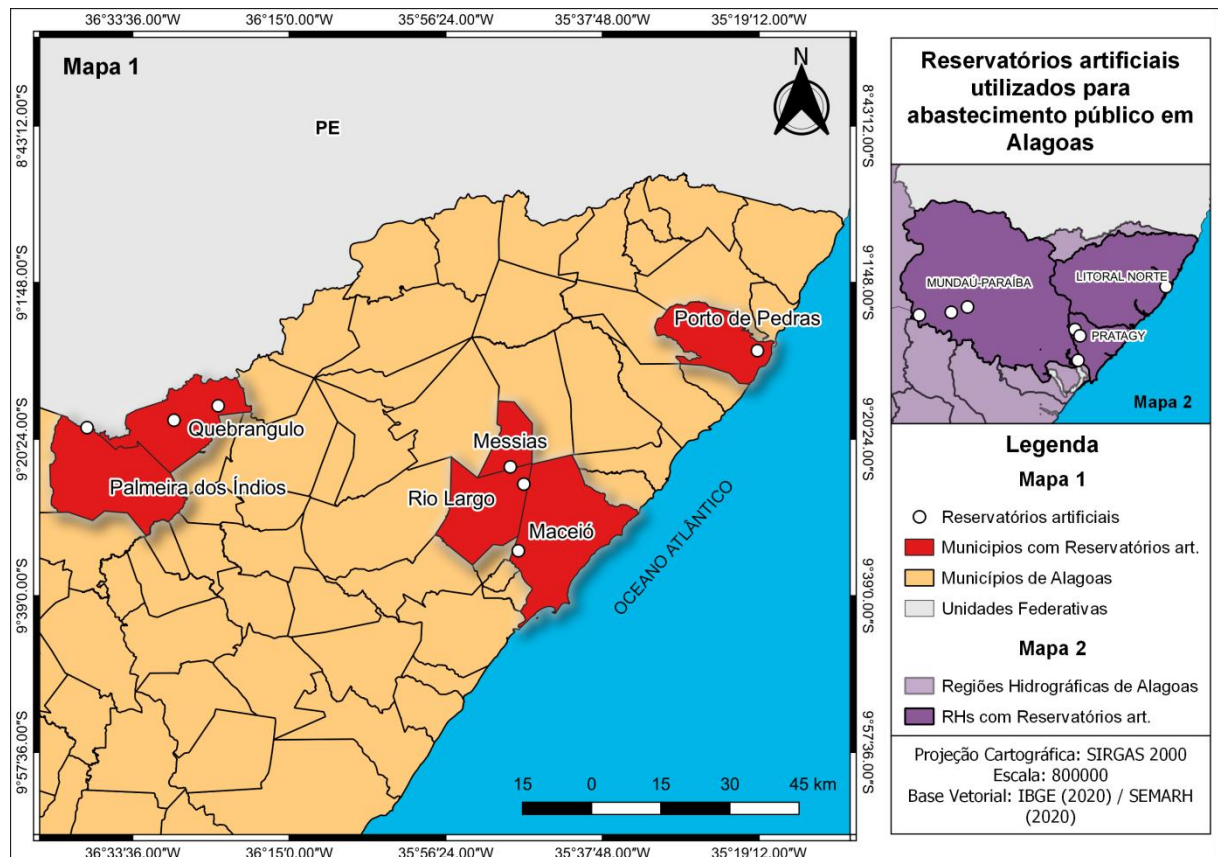 36°33'36.00"W 36°15'0.00"W 35°56'24.00"W 35°37'48.00"W 35°19'12.00"W
Mapa 1
N
PE
8°43'12.00"S
8°43'12.00"S
9°1'48.00"S
9°1'48.00"S
9°20'24.00"S
9°20'24.00"S
9°39'0.00"S
9°39'0.00"S
9°57'36.00"S
9°57'36.00"S
Porto de Pedras
Quebrangulo
Messias
Palmeira dos Índios
Rio Largo
Maceió
OCEANO ATLÂNTICO
15 0 15 30 45 km
36°33'36.00"W 36°15'0.00"W 35°56'24.00"W 35°37'48.00"W 35°19'12.00"W
Reservatórios artificiais
utilizados para
abastecimento público em
Alagoas
MUNDAÚ-PARAÍBA
LITORAL NORTE
PRATAGY
Mapa 2
Legenda
Mapa 1
Reservatórios artificiais
Municipios com Reservatórios art.
Municípios de Alagoas
Unidades Federativas
Mapa 2
Regiões Hidrográficas de Alagoas
RHs com Reservatórios art.
Projeção Cartográfica: SIRGAS 2000
Escala: 800000
Base Vetorial: IBGE (2020) / SEMARH
(2020)